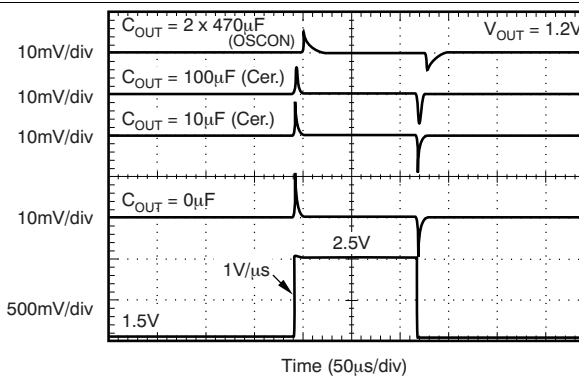 C_OUT = 2 x 470μF
(OSCON)
V_OUT = 1.2V
10mV/div
C_OUT = 100μF (Cer.)
10mV/div
C_OUT = 10μF (Cer.)
10mV/div
C_OUT = 0μF
10mV/div
2.5V
1V/μs
500mV/div
1.5V
Time (50μs/div)